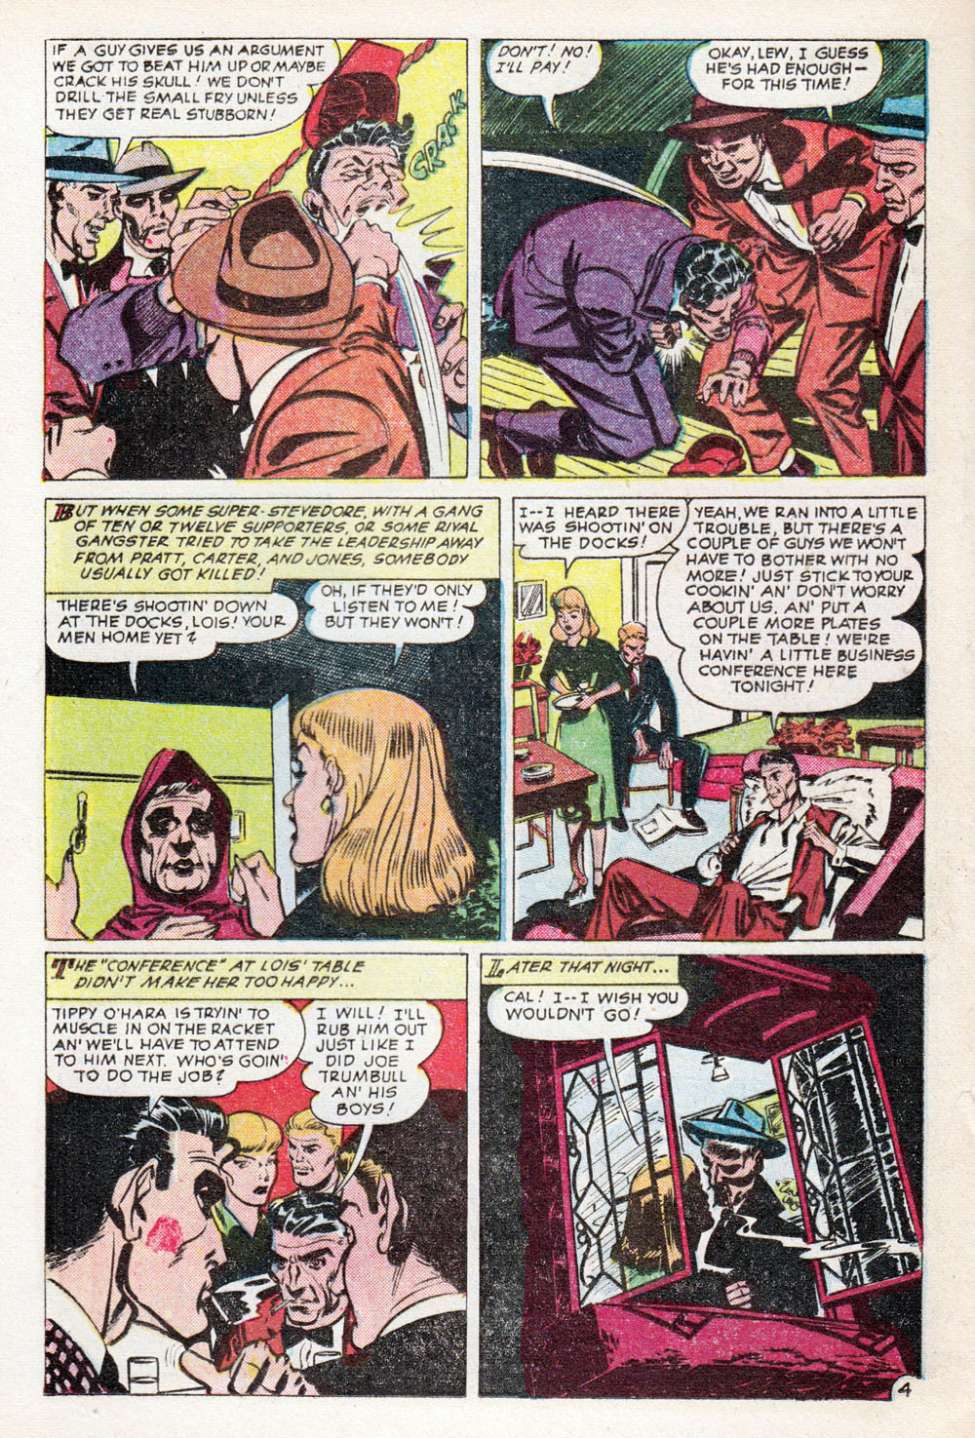 IF A GUY GIVES US AN ARGUMENT
WE GOT TO BEAT HIM UP OR MAYBE
CRACK HIS SKULL! WE DON'T
DRILL THE SMALL FRY UNLESS
THEY GET REAL STUBBORN!
SPACK
DON'T! NO!
I'LL PAY!
OKAY, LEW, I GUESS
HE'S HAD ENOUGH—
FOR THIS TIME!
BUT WHEN SOME SUPER-STEVEDORE, WITH A GANG
OF TEN OR TWELVE SUPPORTERS, OR SOME RIVAL
GANGSTER TRIED TO TAKE THE LEADERSHIP AWAY
FROM PRATT, CARTER, AND JONES, SOMEBODY
USUALLY GOT KILLED!
THERE'S SHOOTIN' DOWN
AT THE DOCKS, LOIS! YOUR
MEN HOME YET?
OH, IF THEY'D ONLY
LISTEN TO ME!
BUT THEY WON'T!
I--I HEARD THERE
WAS SHOOTIN' ON
THE DOCKS!
YEAH, WE RAN INTO A LITTLE
TROUBLE, BUT THERE'S A
COUPLE OF GUYS WE WON'T
HAVE TO BOTHER WITH NO
MORE! JUST STICK TO YOUR
COOKIN' AN' DON'T WORRY
ABOUT US. AN' PUT A
COUPLE MORE PLATES
ON THE TABLE! WE'RE
HAVIN' A LITTLE BUSINESS
CONFERENCE HERE
TONIGHT!
THE "CONFERENCE" AT LOIS' TABLE
DIDN'T MAKE HER TOO HAPPY...
TIPPY O'HARA IS TRYIN' TO
MUSCLE IN ON THE RACKET
AN' WE'LL HAVE TO ATTEND
TO HIM NEXT. WHO'S GOIN'
TO DO THE JOB?
I WILL! I'LL
RUB HIM OUT
JUST LIKE I
DID JOE
TRUMBULL
AN' HIS
BOYS!
LATER THAT NIGHT...
CAL! I--I WISH YOU
WOULDN'T GO!
4